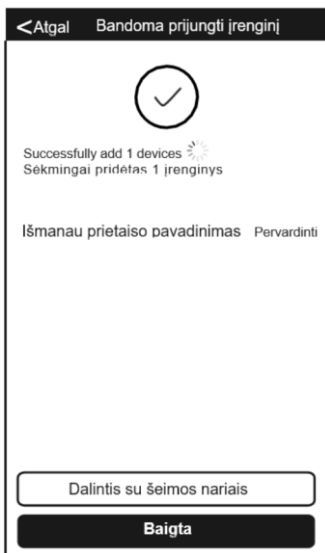 <Atgal Bandoma prijungti įrenginį
Successfully add 1 devices
Sėkmingai pridėtas 1 įrenginys
Išmanau prietaiso pavadinimas Pervardinti
Dalintis su šeimos nariais
Baigta